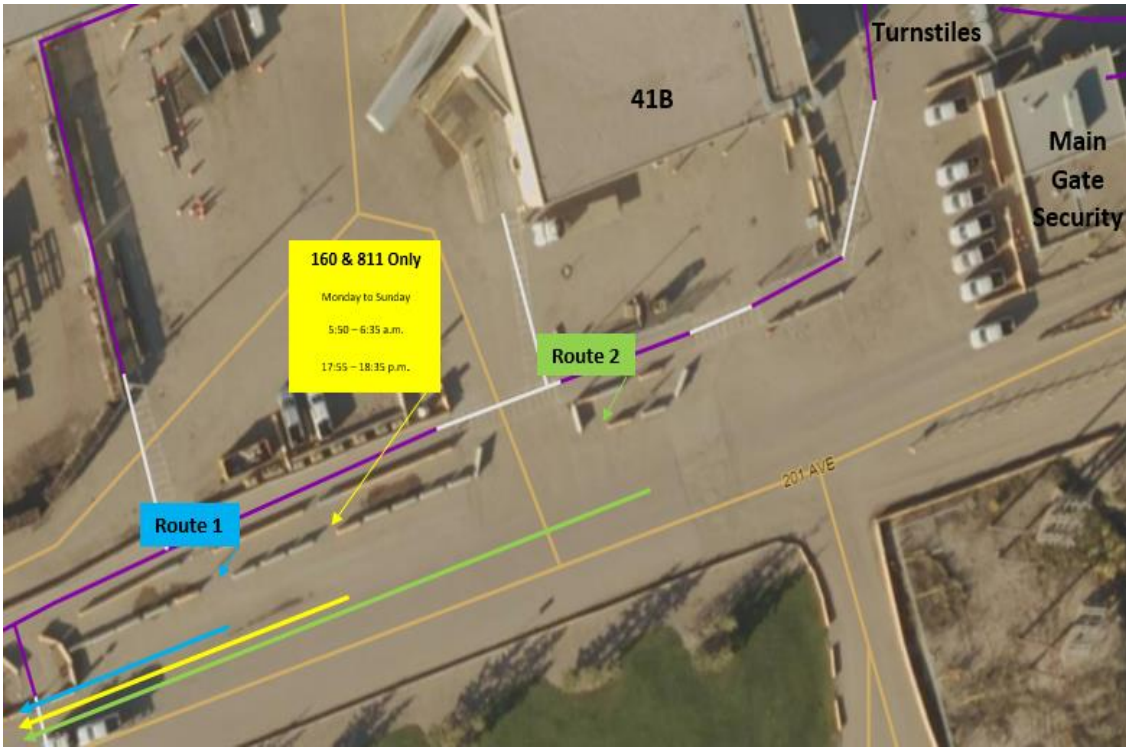 Turnstiles
41B
Main
Gate
Security
160 & 811 Only
Monday to Sunday
5:50 – 6:35 a.m.
17:55 – 18:35 p.m.
Route 2
201 AVE
Route 1